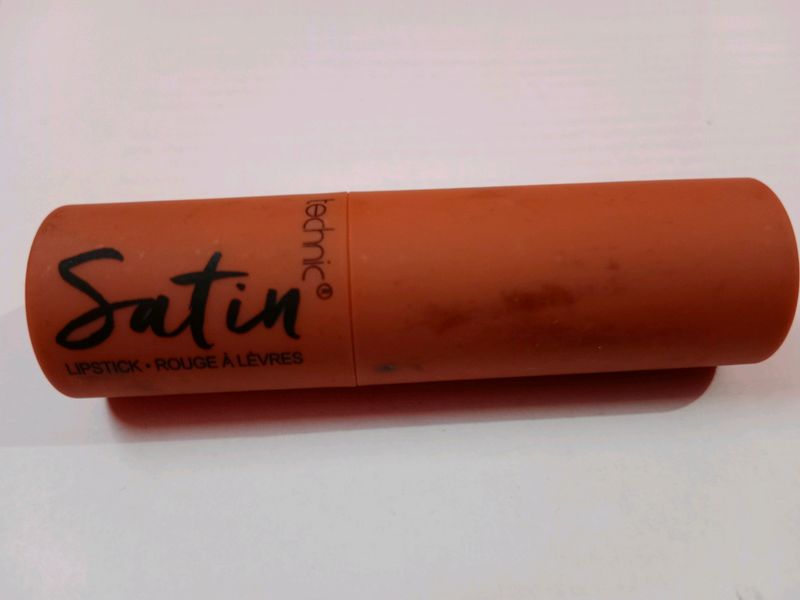 technic®
Satin
LIPSTICK • ROUGE À LÈVRES